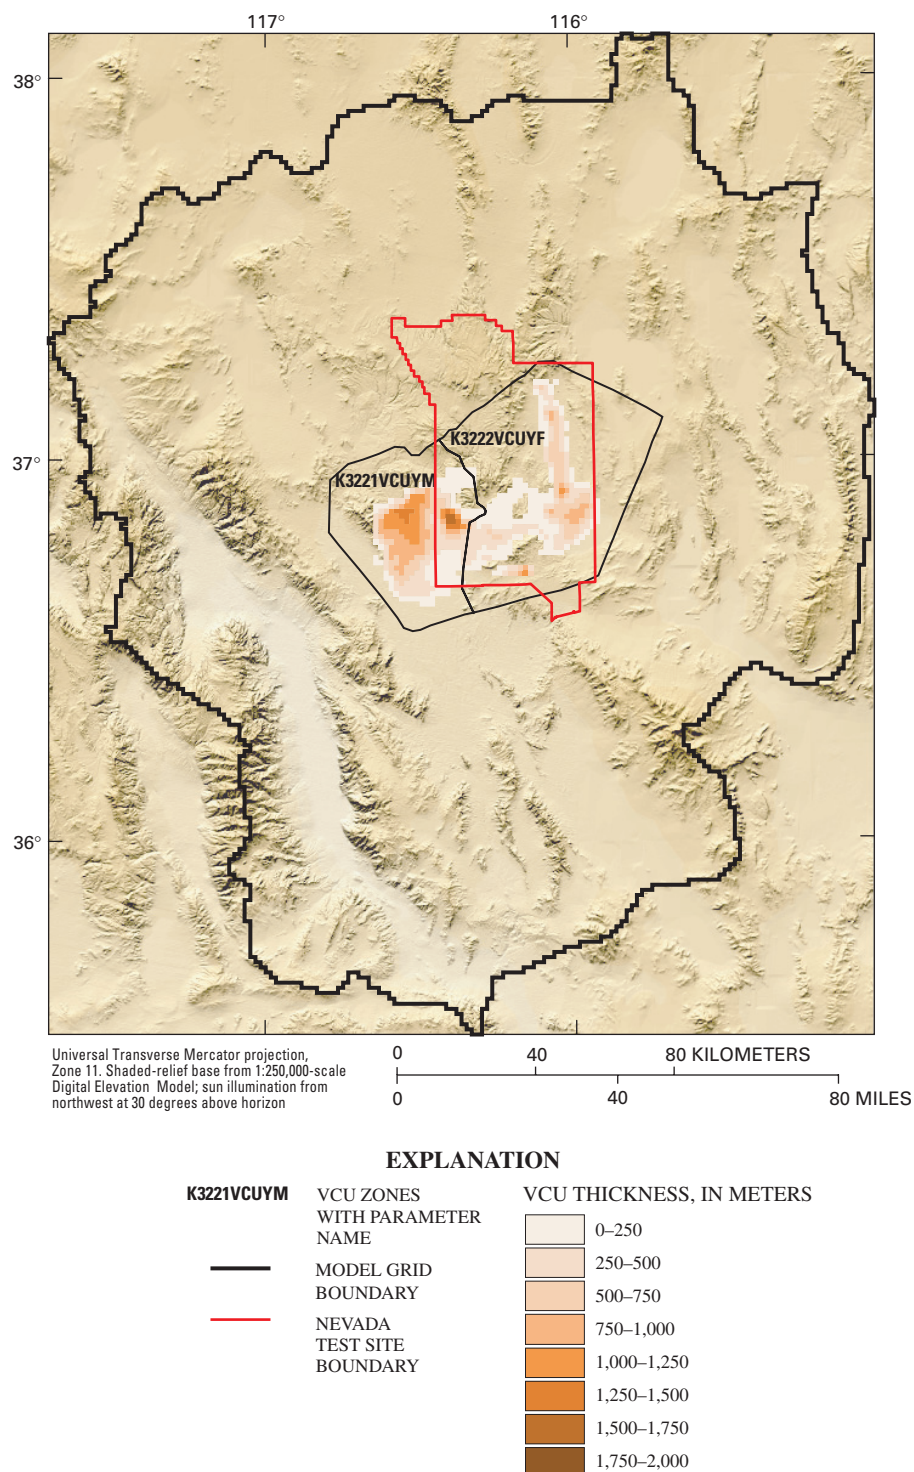 117°
116°
38°
37°
36°
K3222VCUYF
K3221VCUYM
Universal Transverse Mercator projection,
Zone 11. Shaded-relief base from 1:250,000-scale
Digital Elevation Model; sun illumination from
northwest at 30 degrees above horizon
0 40 80 KILOMETERS
0 40 80 MILES
EXPLANATION
K3221VCUYM VCU ZONES
WITH PARAMETER
NAME
MODEL GRID
BOUNDARY
NEVADA
TEST SITE
BOUNDARY
VCU THICKNESS, IN METERS
0–250
250–500
500–750
750–1,000
1,000–1,250
1,250–1,500
1,500–1,750
1,750–2,000